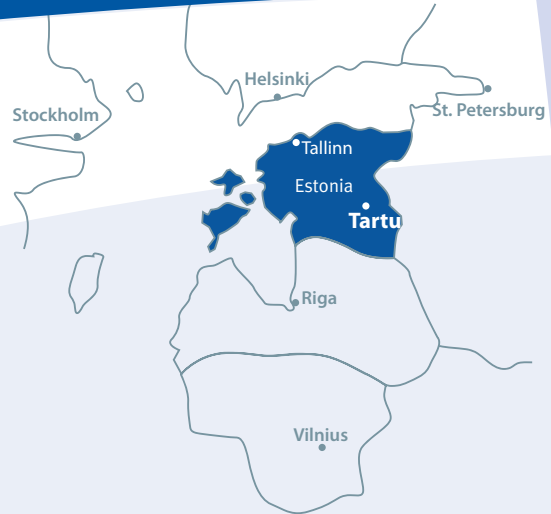 Helsinki
Stockholm
St. Petersburg
Tallinn
Estonia
Tartu
Riga
Vilnius